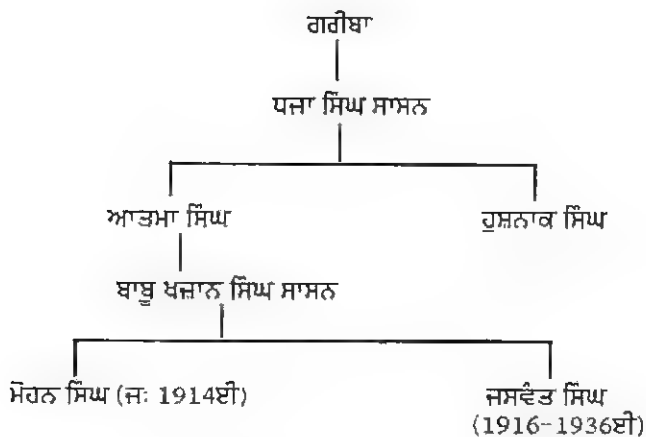 ਗਰੀਬਾ
ਧਜਾ ਸਿੰਘ ਸਾਸਨ
ਆਤਮਾ ਸਿੰਘ
ਹੁਸ਼ਨਾਕ ਸਿੰਘ
ਬਾਬੂ ਖਜ਼ਾਨ ਸਿੰਘ ਸਾਸਨ
ਮੋਹਨ ਸਿੰਘ (ਜ: 1914ਈ)
ਜਸਵੰਤ ਸਿੰਘ
(1916-1936ਈ)